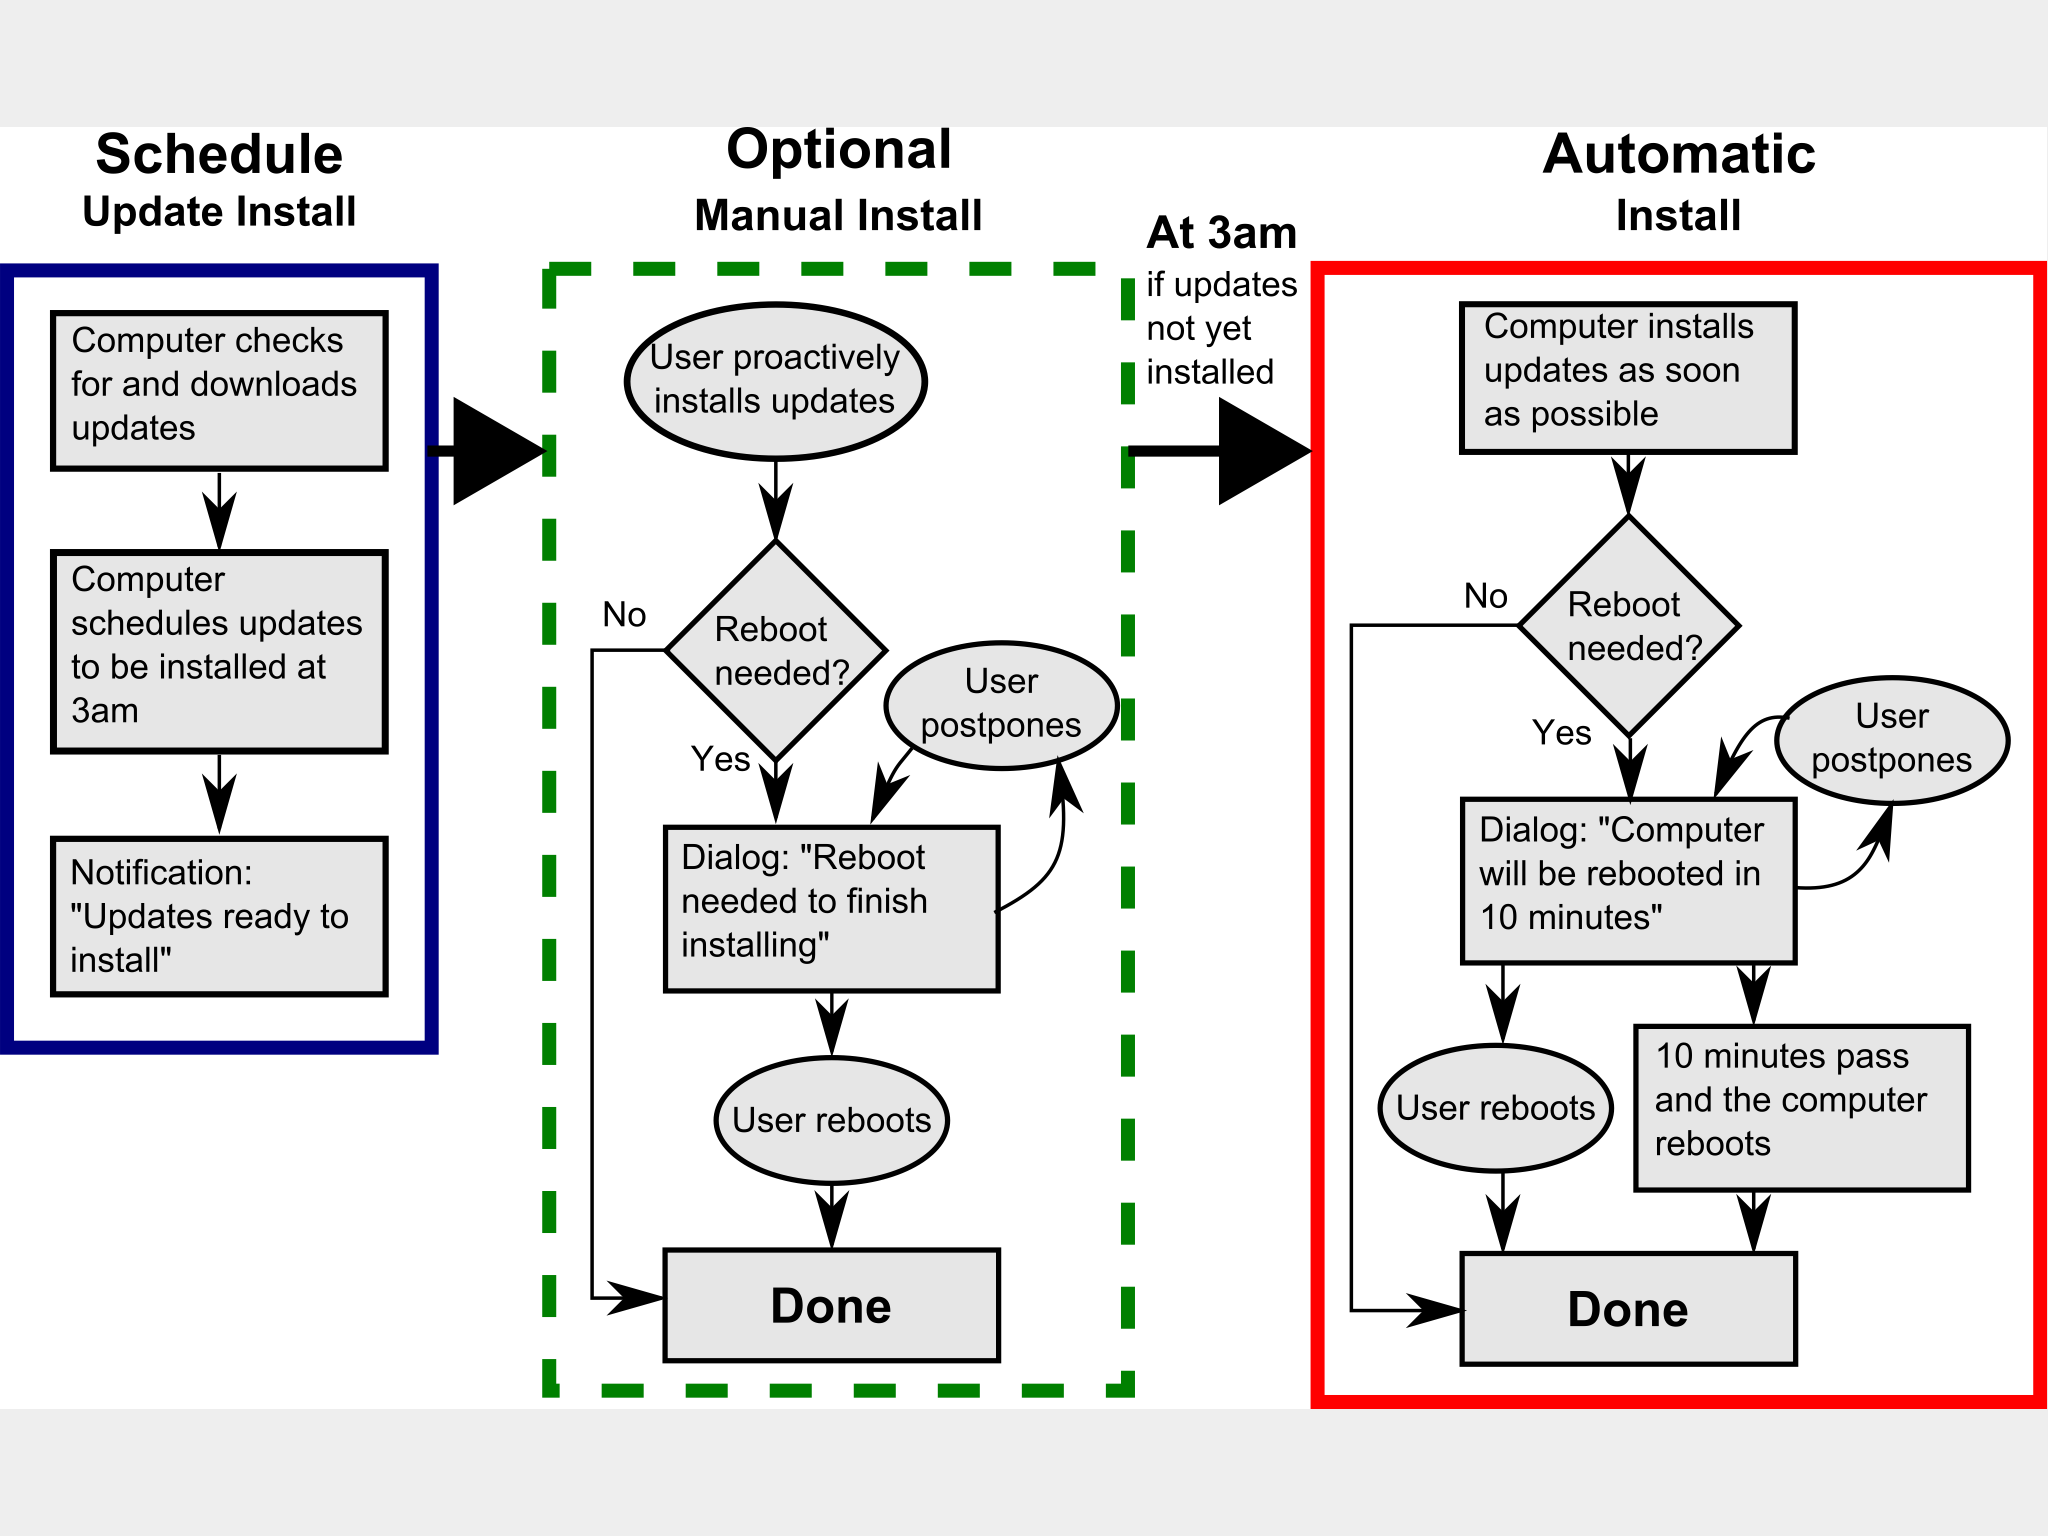 Schedule
Update Install
Computer checks
for and downloads
updates
Computer
schedules updates
to be installed at
3am
Notification:
"Updates ready to
install"
Optional
Manual Install
User proactively
installs updates
Reboot
needed?
No
Yes
User
postpones
Dialog: "Reboot
needed to finish
installing"
User reboots
Done
At 3am
if updates
not yet
installed
Automatic
Install
Computer installs
updates as soon
as possible
Reboot
needed?
No
Yes
User
postpones
Dialog: "Computer
will be rebooted in
10 minutes"
User reboots
10 minutes pass
and the computer
reboots
Done